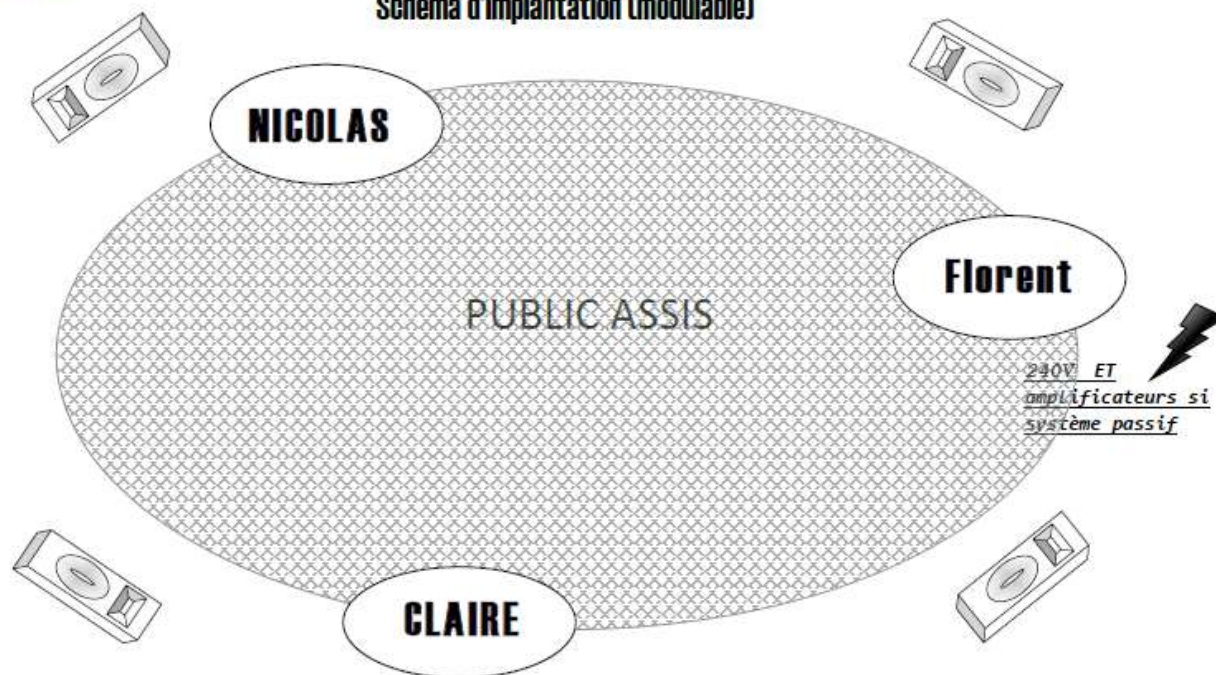 Schéma d'implantation (modulable)
NICOLAS
Florent
PUBLIC ASSIS
240V ET
amplificateurs si
système passif
CLAIRE